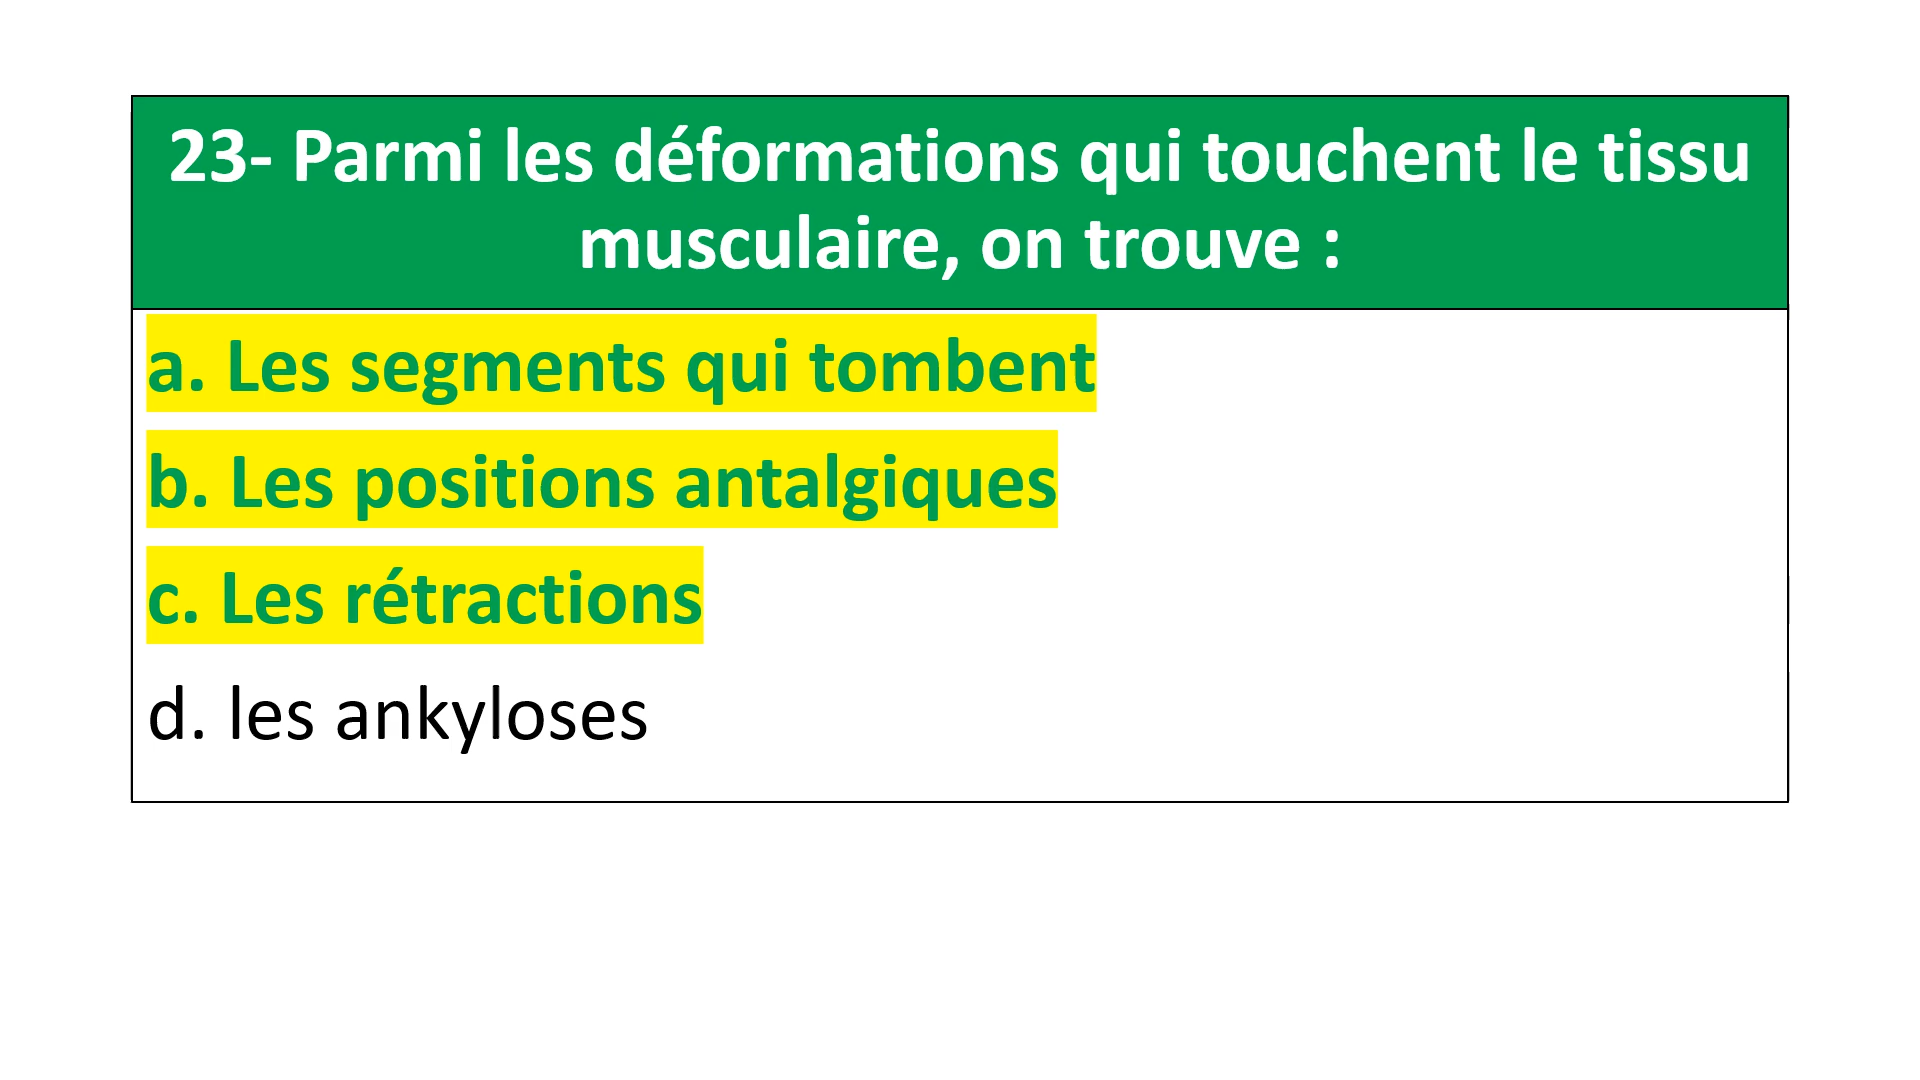 23- Parmi les déformations qui touchent le tissu
musculaire, on trouve :
a. Les segments qui tombent
b. Les positions antalgiques
c. Les rétractions
d. les ankyloses